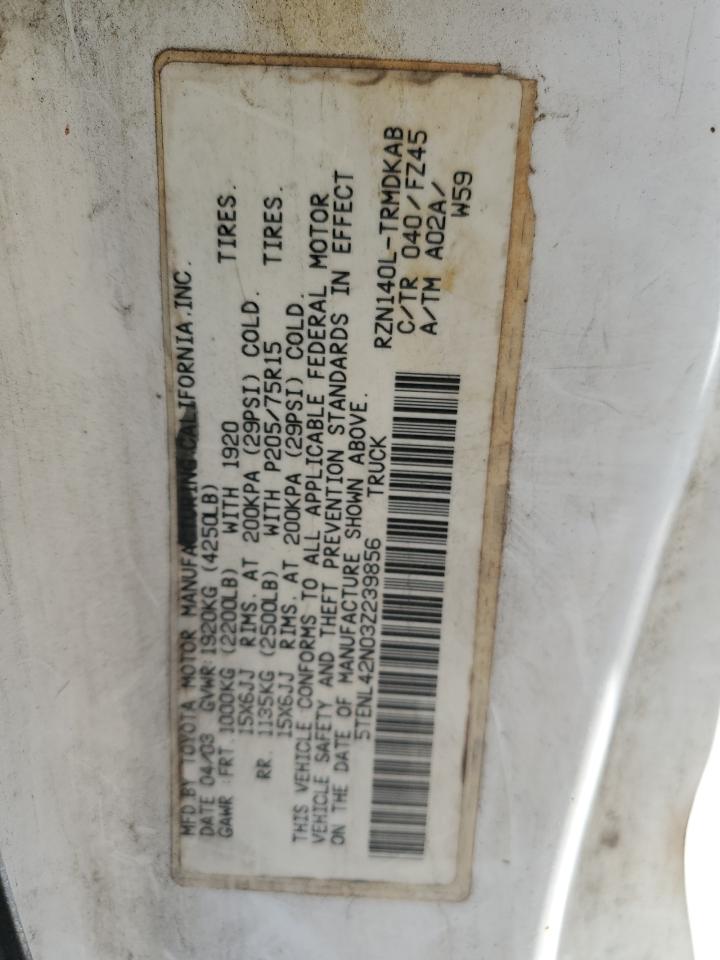 MFD.BY TOYOTA MOTOR MANUFACTURING CALIFORNIA.INC.
DATE 04/03 GVWR:1920KG (4250LB)
GAWR :FRT.1000KG (2200LB) WITH 1920 TIRES.
15X6JJ RIMS. AT 200KPA (29PSI) COLD.
RR. 1135KG (2500LB) WITH P205/75R15 TIRES.
15X6JJ RIMS. AT 200KPA (29PSI) COLD.
THIS VEHICLE CONFORMS TO ALL APPLICABLE FEDERAL MOTOR
VEHICLE SAFETY AND THEFT PREVENTION STANDARDS IN EFFECT
ON THE DATE OF MANUFACTURE SHOWN ABOVE.
5TENL42N03Z239856 TRUCK
RZN140L-TRMDKAB
C/TR 040/FZ45
A/TM A02A/
W59